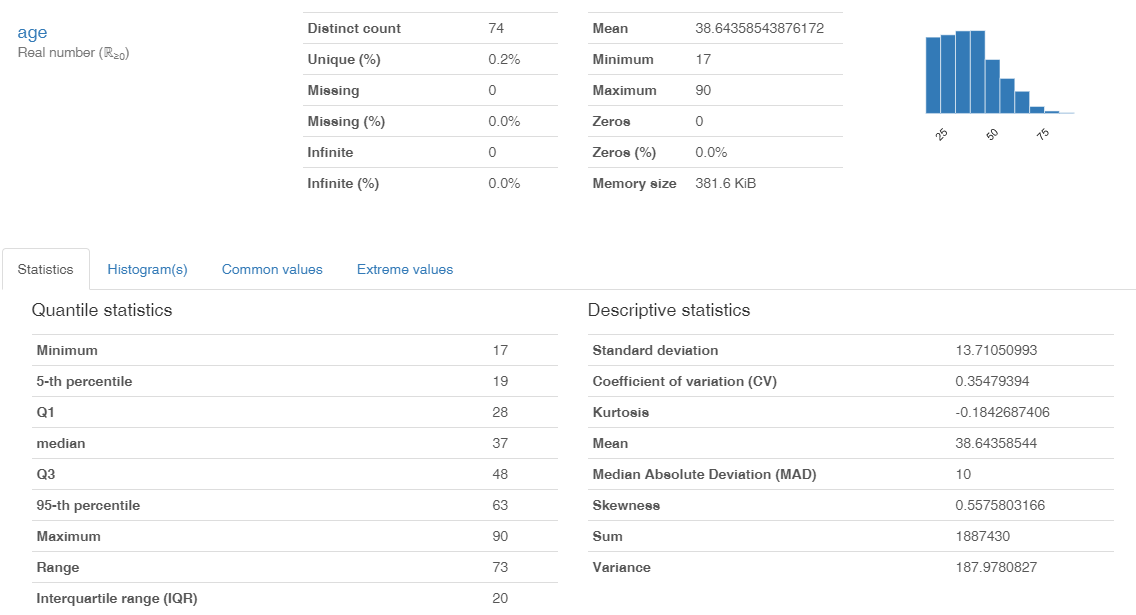 age
Real number (ℝ≥0)
Distinct count 74
Unique (%) 0.2%
Missing 0
Missing (%) 0.0%
Infinite 0
Infinite (%) 0.0%
Mean 38.64358543876172
Minimum 17
Maximum 90
Zeros 0
Zeros (%) 0.0%
Memory size 381.6 KiB
25 50 75
Statistics Histogram(s) Common values Extreme values
Quantile statistics
Minimum 17
5-th percentile 19
Q1 28
median 37
Q3 48
95-th percentile 63
Maximum 90
Range 73
Interquartile range (IQR) 20
Descriptive statistics
Standard deviation 13.71050993
Coefficient of variation (CV) 0.35479394
Kurtosis -0.1842687406
Mean 38.64358544
Median Absolute Deviation (MAD) 10
Skewness 0.5575803166
Sum 1887430
Variance 187.9780827